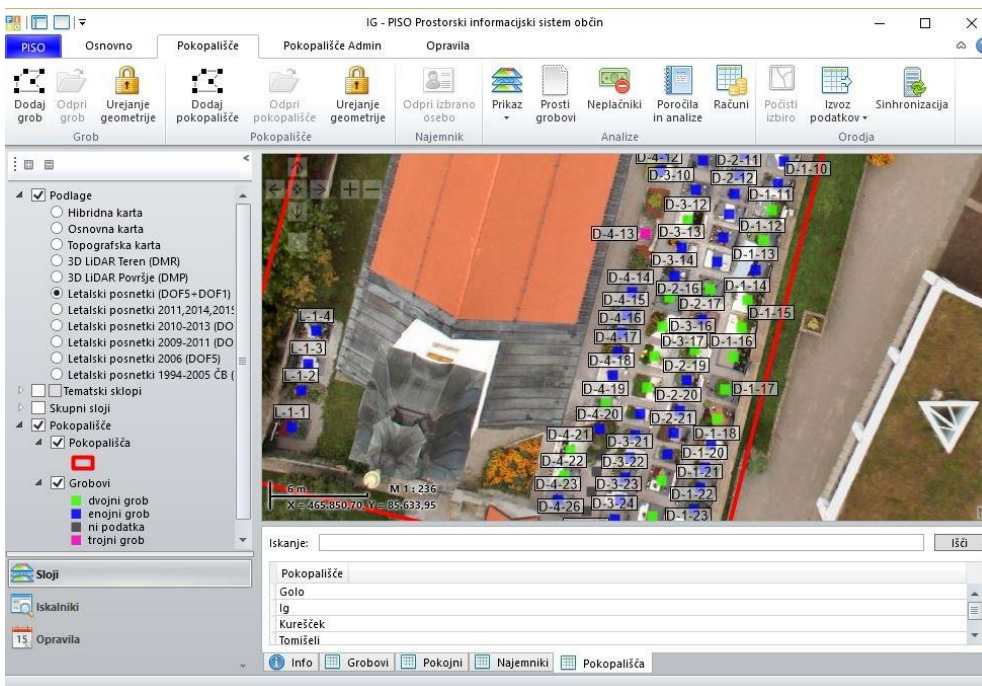 IG - PISO Prostorski informacijski sistem občin
PISO Osnovno Pokopališče Pokopališče Admin Opravila
Dodaj grob
Odpri grob
Urejanje geometrije
Grob
Dodaj pokopališče
Odpri pokopališče
Urejanje geometrije
Pokopališče
Odpri izbrano osebo
Najemnik
Prikaz
Prosti grobovi
Neplačniki
Poročila in analize
Računi
Analize
Počisti izbiro
Izvoz podatkov
Sinhronizacija
Orodja
Podlage
Hibridna karta
Osnovna karta
Topografska karta
3D LiDAR Teren (DMR)
3D LiDAR Površje (DMP)
Letalski posnetki (DOF5+DOF1)
Letalski posnetki 2011,2014,2015
Letalski posnetki 2010-2013 (DO
Letalski posnetki 2009-2011 (DO
Letalski posnetki 2006 (DOF5)
Letalski posnetki 1994-2005 ČB (
Tematski sklopi
Skupni sloji
Pokopališče
Pokopališča
Grobovi
dvojni grob
enojni grob
ni podatka
trojni grob
Sloji
Iskalniki
15 Opravila
D-4-12
D-2-11
D-1-10
D-3-10
D-2-12
D-1-11
D-3-12
D-1-12
D-4-13
D-3-13
D-1-13
D-3-14
D-4-14
D-2-16
D-1-14
D-4-15
D-2-17
D-1-15
D-4-16
D-3-16
D-4-17
D-3-17
D-1-16
D-4-18
D-2-19
D-4-19
D-2-20
D-1-17
D-4-20
D-2-21
D-1-18
D-4-21
D-3-21
D-1-20
D-4-22
D-3-22
D-1-21
D-4-23
D-3-23
D-1-22
D-4-26
D-3-24
D-1-23
L-1-4
L-1-3
L-1-2
L-1-1
6 m M 1 : 236
X = 465.850,70, Y = 85.633,95
Iskanje:
Išči
Pokopališče
Golo
Ig
Kurešček
Tomišelj
Info Grobovi Pokojni Najemniki Pokopališča